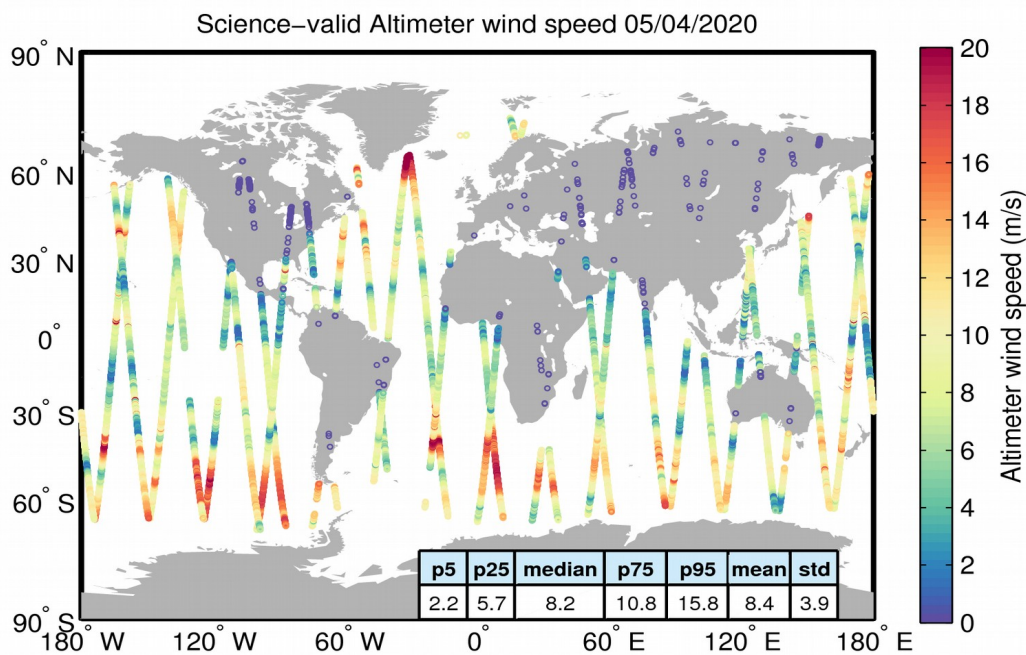 Science−valid Altimeter wind speed 05/04/2020
90° N
60° N
30° N
0°
30° S
60° S
90° S
180° W
120° W
60° W
0°
60° E
120° E
180° E
p5 p25 median p75 p95 mean std
2.2 5.7 8.2 10.8 15.8 8.4 3.9
20
18
16
14
12
10
8
6
4
2
0
Altimeter wind speed (m/s)